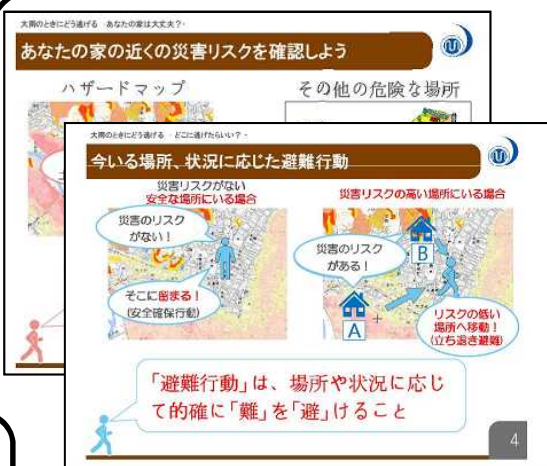 大雨のときにどう逃げる -あなたの家は大丈夫？-
あなたの家の近くの災害リスクを確認しよう
ハザードマップ
その他の危険な場所
大雨のときにどう逃げる -どこに逃げたらいい？-
今いる場所、状況に応じた避難行動
災害リスクがない
安全な場所にいる場合
災害のリスク
がない！
そこに留まる！
(安全確保行動)
災害リスクの高い場所にいる場合
災害のリスク
がある！
B
A
リスクの低い
場所へ移動！
(立ち退き避難)
「避難行動」は、場所や状況に応じ
て的確に「難」を「避」けること
4